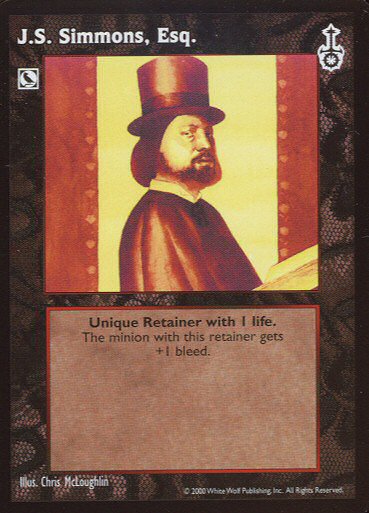 J.S. Simmons, Esq.
Unique Retainer with 1 life.
The minion with this retainer gets
+1 bleed.
Illus. Chris McLoughlin
© 2000 White Wolf Publishing, Inc. All Rights Reserved.